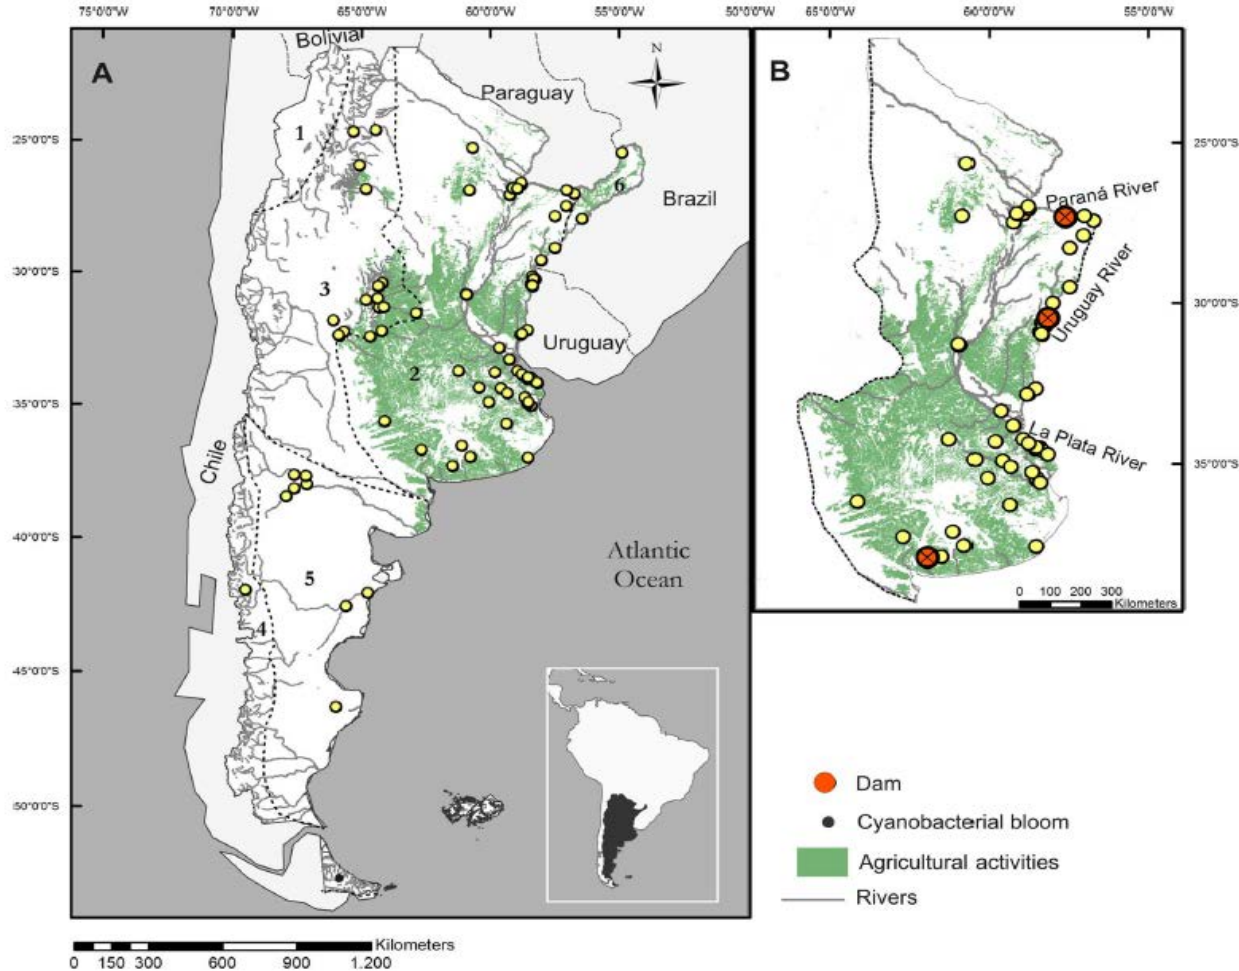 75°0'0"W 70°0'0"W 65°0'0"W 60°0'0"W 55°0'0"W
65°0'0"W 60°0'0"W 55°0'0"W
Bolivia
A
N
B
Paraguay
1
25°0'0"S
25°0'0"S
6
Brazil
Paraná River
30°0'0"S
3
Uruguay River
30°0'0"S
Uruguay
2
35°0'0"S
La Plata River
35°0'0"S
Chile
40°0'0"S
Atlantic
Ocean
5
0 100 200 300 Kilometers
4
45°0'0"S
50°0'0"S
Dam
Cyanobacterial bloom
Agricultural activities
Rivers
Kilometers
0 150 300 600 900 1.200